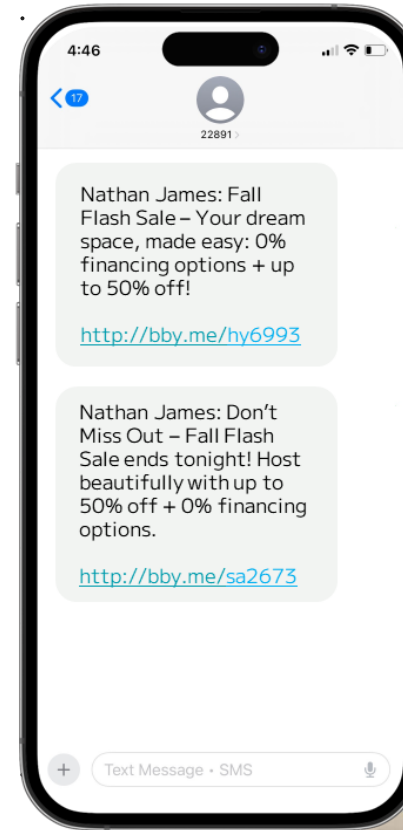 4:46
17
22891
Nathan James: Fall
Flash Sale – Your dream
space, made easy: 0%
financing options + up
to 50% off!
http://bby.me/hy6993
Nathan James: Don’t
Miss Out – Fall Flash
Sale ends tonight! Host
beautifully with up to
50% off + 0% financing
options.
http://bby.me/sa2673
Text Message • SMS